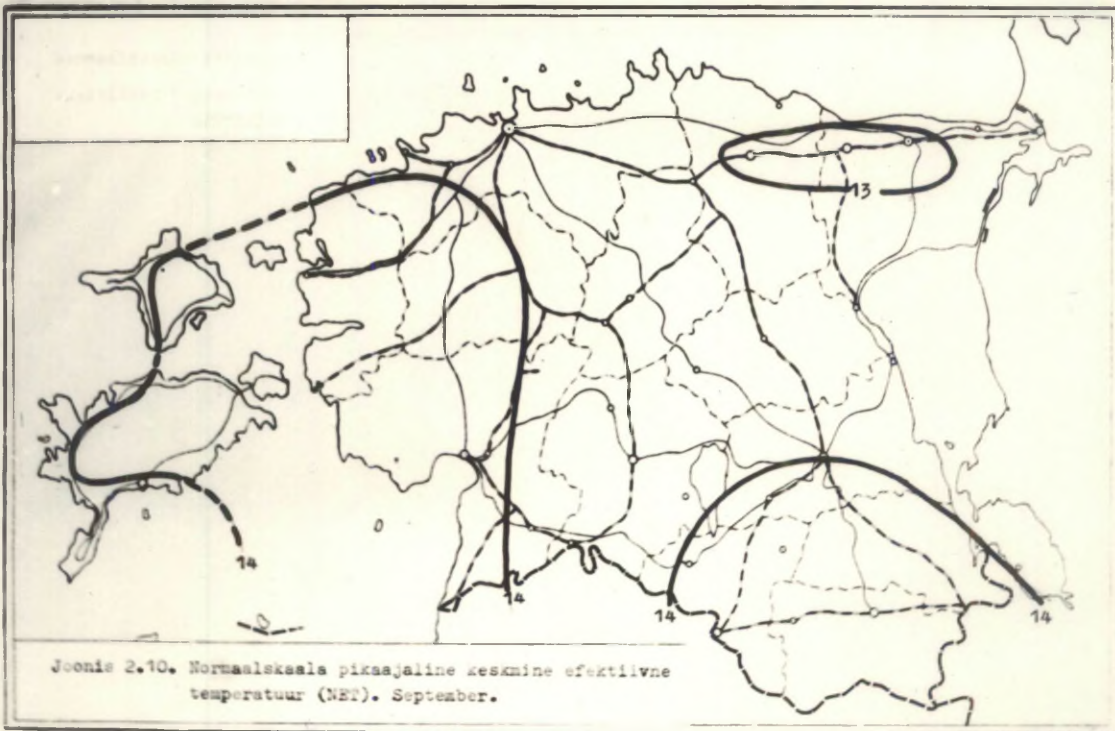 13
14
14
14
14
Joonis 2.10. Normaalskaala pikaajaline keskmine efektiivne
temperatuur (NET). September.